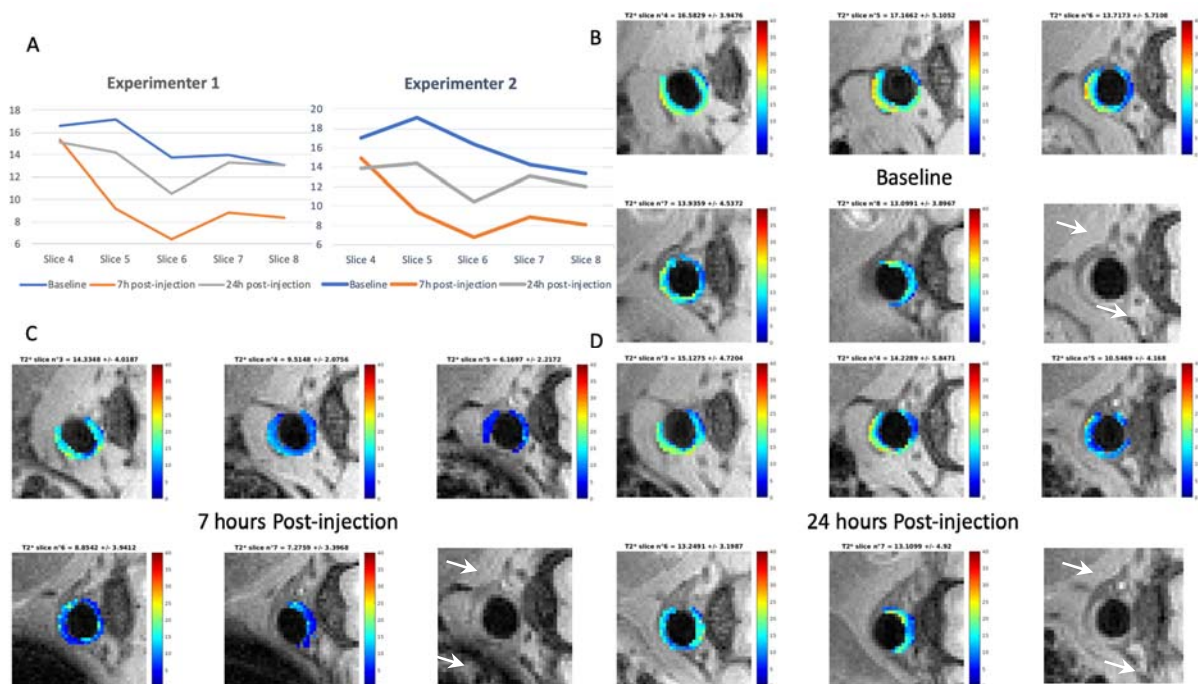 A
Experimenter 1
18
16
14
12
10
8
6
Slice 4 Slice 5 Slice 6 Slice 7 Slice 8
Baseline 7h post-injection 24h post-injection
Experimenter 2
20
18
16
14
12
10
8
6
Slice 4 Slice 5 Slice 6 Slice 7 Slice 8
Baseline 7h post-injection 24h post-injection
B
T2* slice n°4 = 16.5829 +/- 3.9476
T2* slice n°5 = 17.1662 +/- 5.1052
T2* slice n°6 = 13.7173 +/- 5.7108
Baseline
T2* slice n°7 = 13.9359 +/- 4.5372
T2* slice n°8 = 13.0991 +/- 3.8967
C
T2* slice n°3 = 14.3348 +/- 4.0187
T2* slice n°4 = 9.5148 +/- 2.0756
T2* slice n°5 = 6.1697 +/- 2.2172
7 hours Post-injection
T2* slice n°6 = 8.8542 +/- 3.9412
T2* slice n°7 = 7.2759 +/- 3.3968
D
T2* slice n°3 = 15.1275 +/- 4.7204
T2* slice n°4 = 14.2289 +/- 5.8471
T2* slice n°5 = 10.5469 +/- 4.168
24 hours Post-injection
T2* slice n°6 = 13.2491 +/- 3.1987
T2* slice n°7 = 13.1099 +/- 4.92